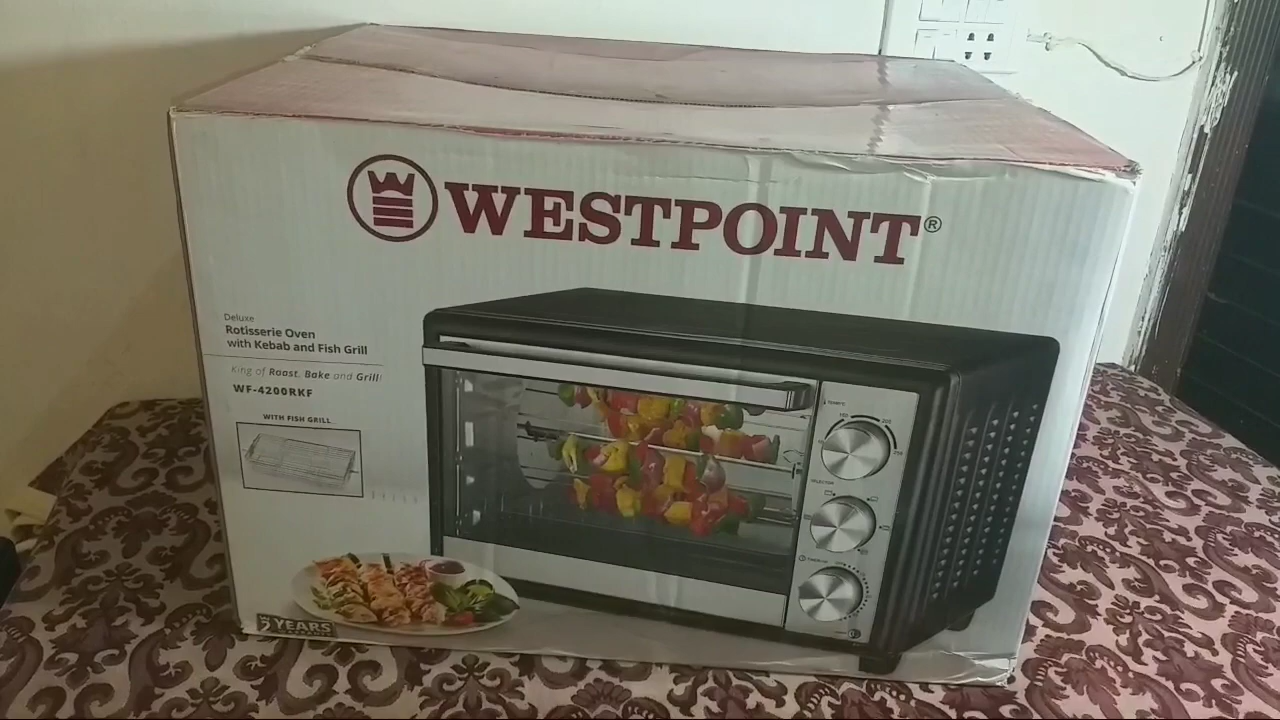 WESTPOINT®
Deluxe
Rotisserie Oven
with Kebab and Fish Grill
King of Roast, Bake and Grill!
WF-4200RKF
WITH FISH GRILL
YEARS
SELECTOR